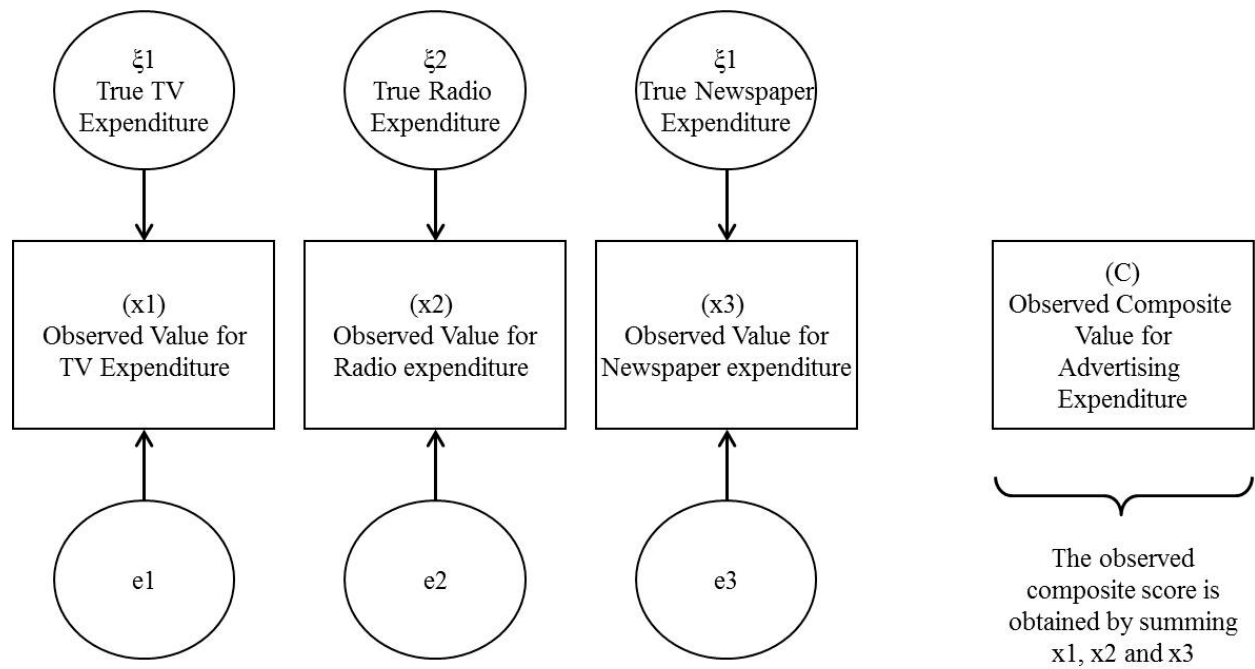 ξ1
True TV
Expenditure
ξ2
True Radio
Expenditure
ξ1
True Newspaper
Expenditure
(x1)
Observed Value for
TV Expenditure
(x2)
Observed Value for
Radio expenditure
(x3)
Observed Value for
Newspaper expenditure
(C)
Observed Composite
Value for
Advertising
Expenditure
e1
e2
e3
The observed
composite score is
obtained by summing
x1, x2 and x3